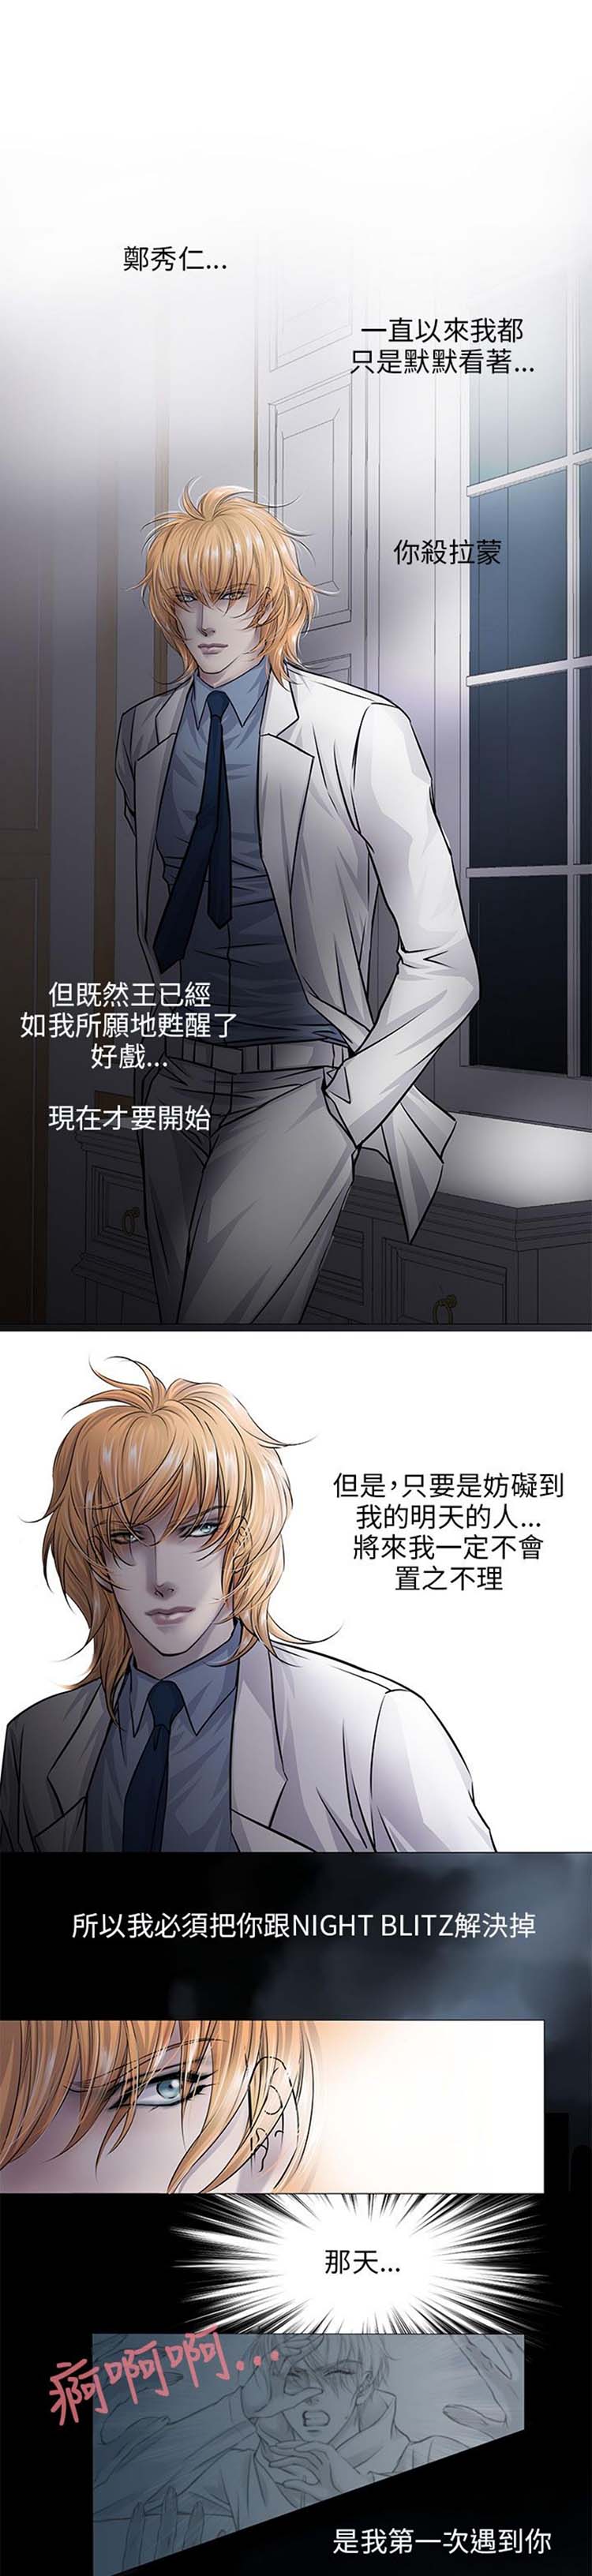 鄭秀仁…
一直以來我都
只是默默看著…
你殺拉蒙
但既然王已經
如我所願地甦醒了
好戲…
現在才要開始
但是，只要是妨礙到
我的明天的人…
將來我一定不會
置之不理
所以我必須把你跟NIGHT BLITZ解決掉
那天…
痾啊啊…
是我第一次遇到你